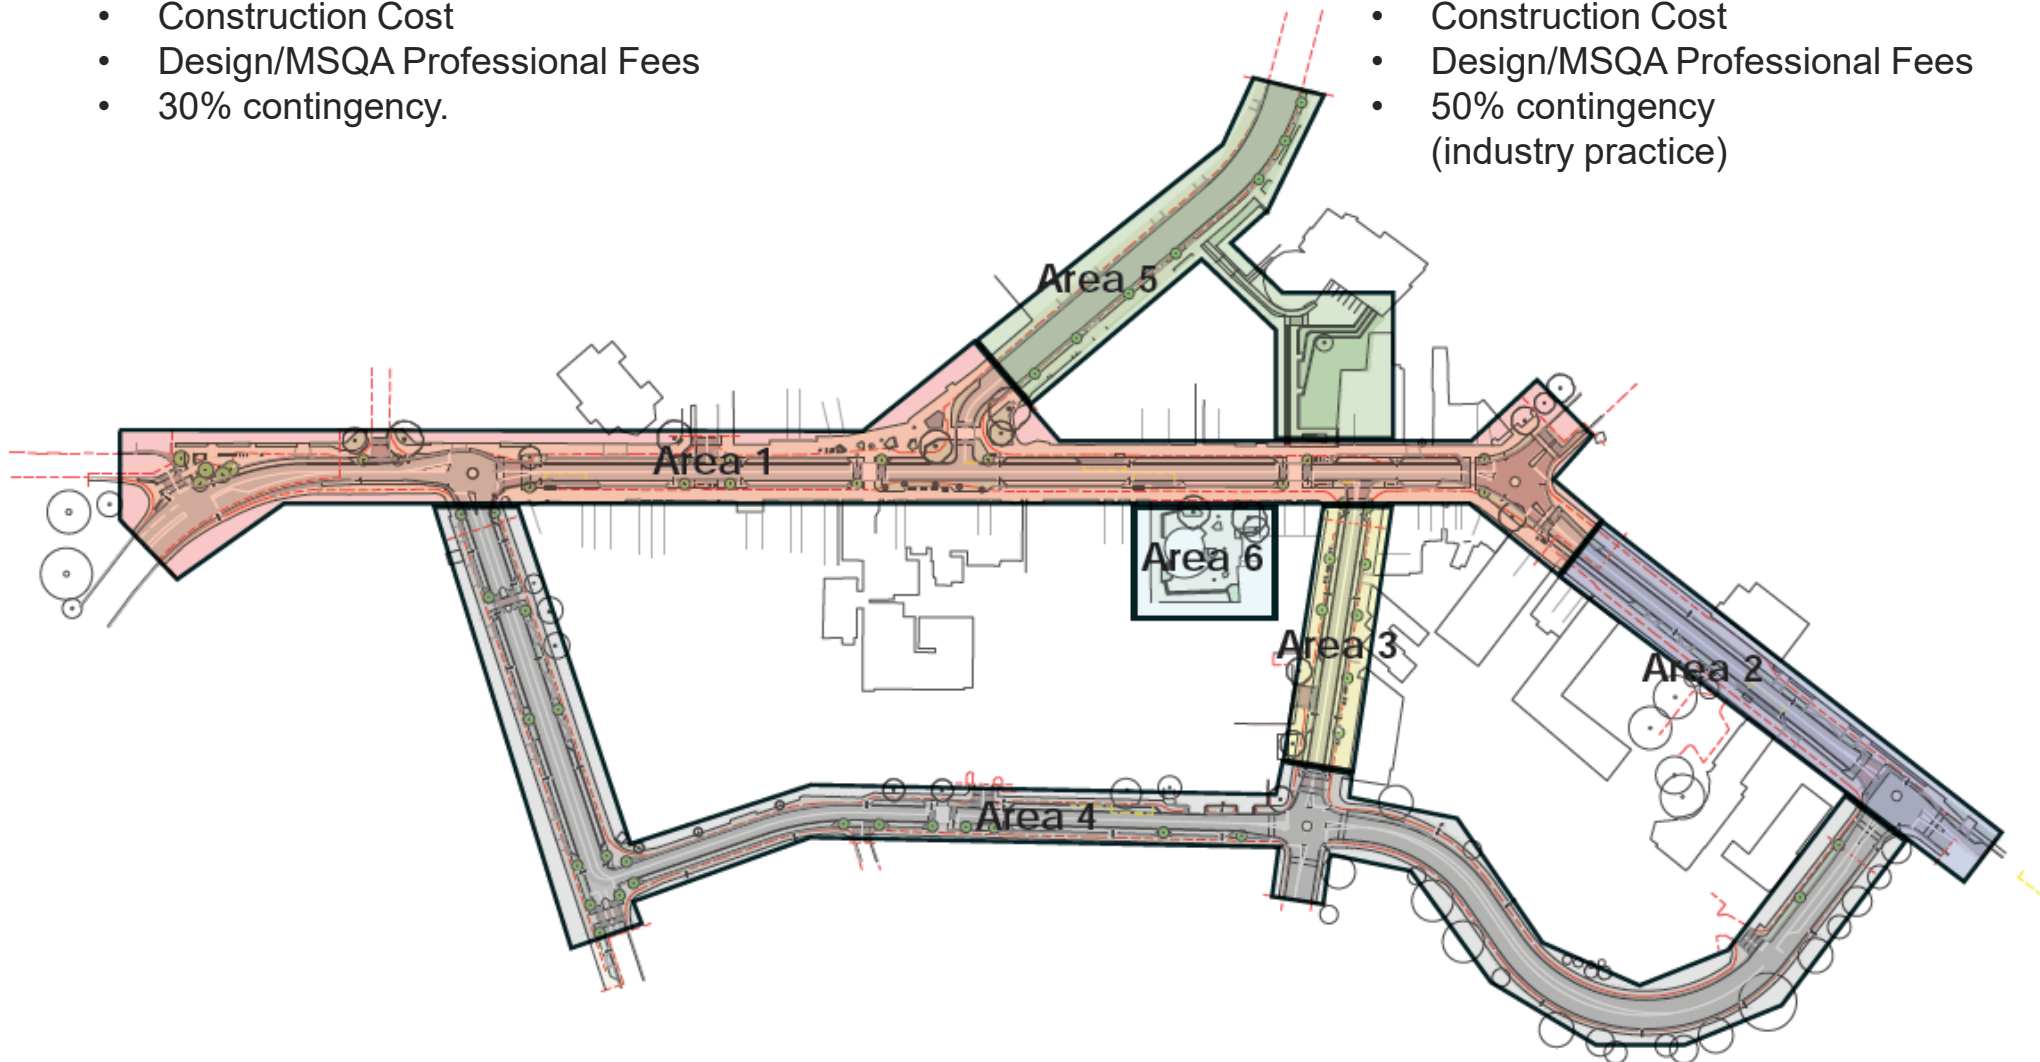 • Construction Cost
• Design/MSQA Professional Fees
• 30% contingency.
• Construction Cost
• Design/MSQA Professional Fees
• 50% contingency
(industry practice)
Area 5
Area 1
Area 6
Area 3
Area 2
Area 4